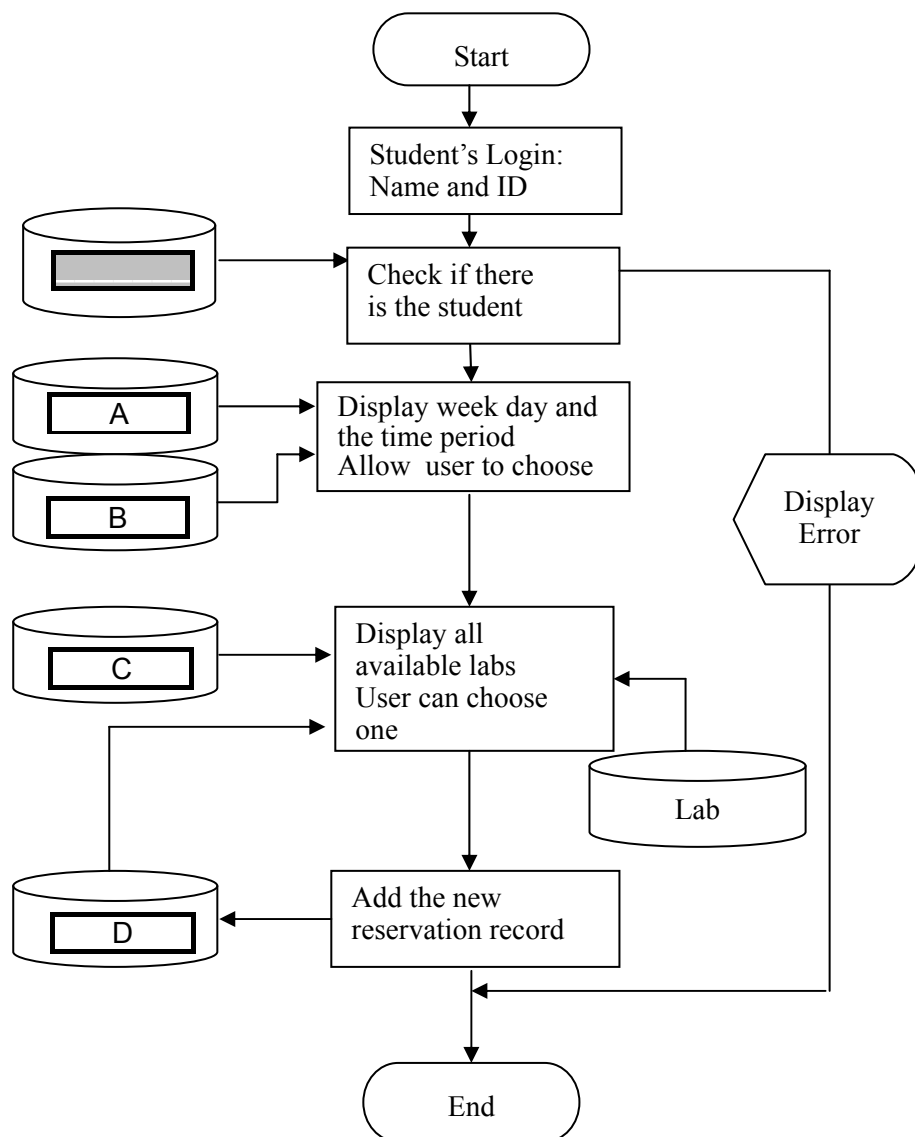 Start
Student's Login:
Name and ID
Check if there
is the student
A
Display week day and
the time period
Allow user to choose
B
Display
Error
C
Display all
available labs
User can choose
one
Lab
D
Add the new
reservation record
End